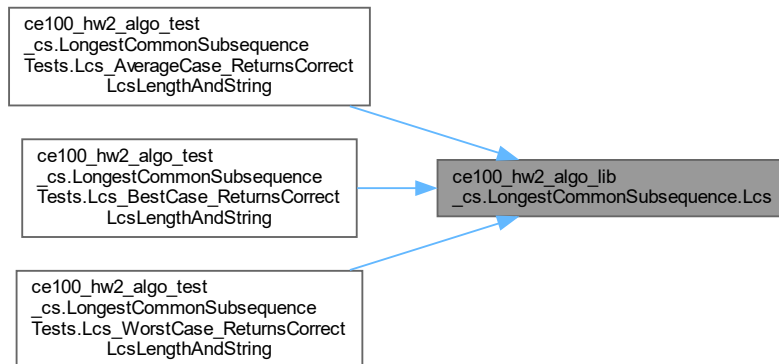 ce100_hw2_algo_test
_cs.LongestCommonSubsequence
Tests.Lcs_AverageCase_ReturnsCorrect
LcsLengthAndString
ce100_hw2_algo_test
_cs.LongestCommonSubsequence
Tests.Lcs_BestCase_ReturnsCorrect
LcsLengthAndString
ce100_hw2_algo_lib
_cs.LongestCommonSubsequence.Lcs
ce100_hw2_algo_test
_cs.LongestCommonSubsequence
Tests.Lcs_WorstCase_ReturnsCorrect
LcsLengthAndString